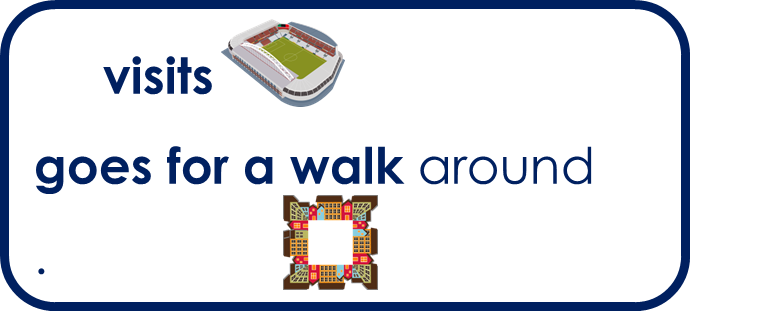 visits
goes for a walk around
.